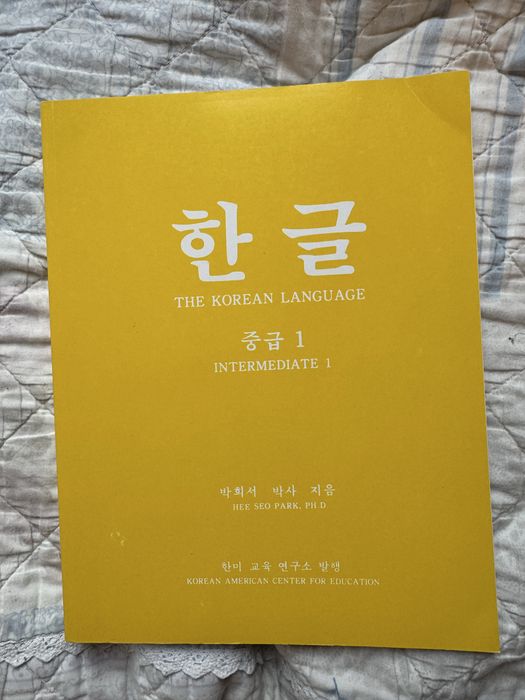 한글
THE KOREAN LANGUAGE
중급 1
INTERMEDIATE 1
박희서 박사 지음
HEE SEO PARK, PH.D
한미 교육 연구소 발행
KOREAN AMERICAN CENTER FOR EDUCATION